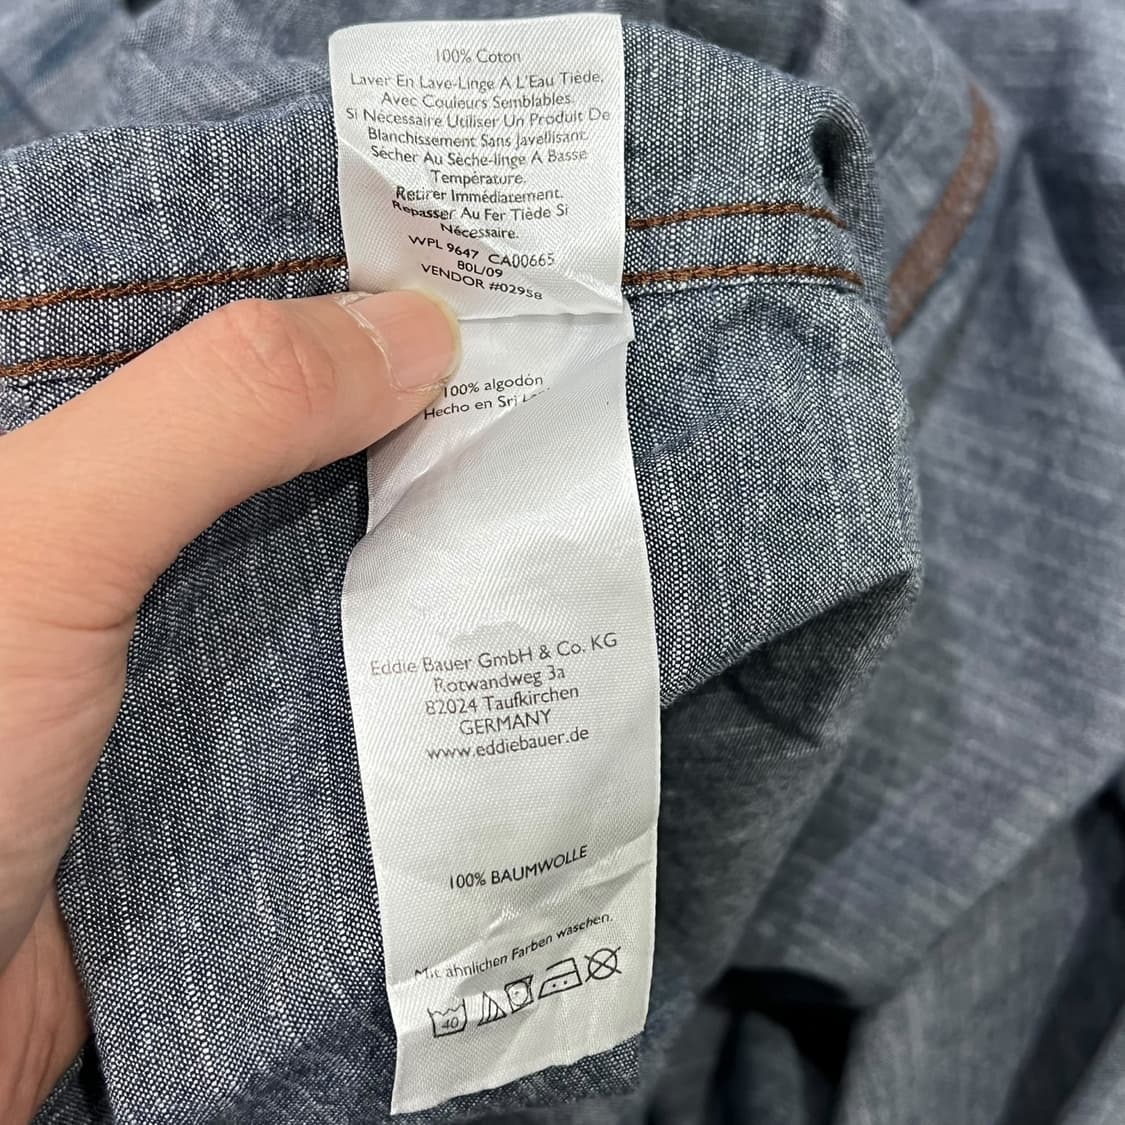 100% Coton
Laver En Lave-Linge A L'Eau Tiède,
Avec Couleurs Semblables.
Si Nécessaire Utiliser Un Produit De
Blanchissement Sans Javellisant.
Sécher Au Sèche-linge A Basse
Température.
Retirer Immédiatement.
Repasser Au Fer Tiède Si
Nécessaire.
WPL 9647 CA00665
80L/09
VENDOR #02958
100% algodón
Hecho en Sri
Eddie Bauer GmbH & Co. KG
Rotwandweg 3a
82024 Taufkirchen
GERMANY
www.eddiebauer.de
100% BAUMWOLLE
Mit ähnlichen Farben waschen.
40